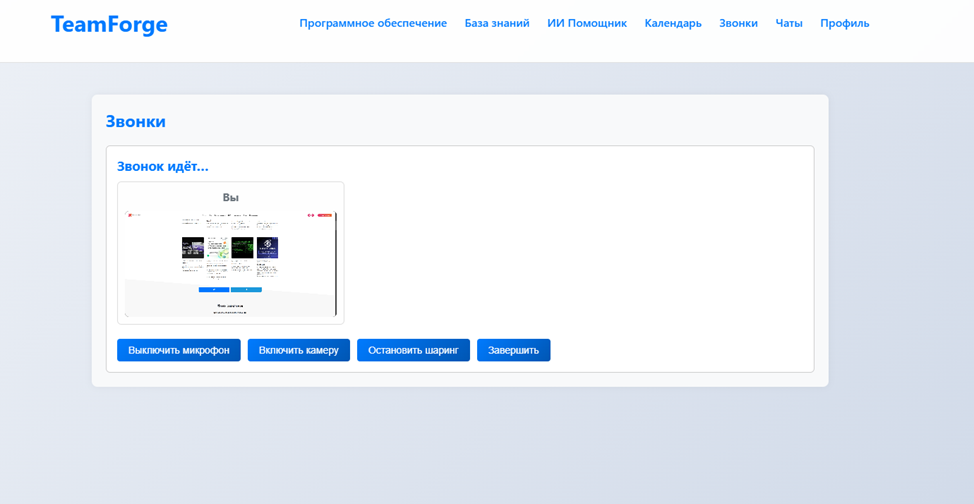 TeamForge
Программное обеспечение База знаний ИИ Помощник Календарь Звонки Чаты Профиль
Звонки
Звонок идёт...
Вы
Выключить микрофон Включить камеру Остановить шаринг Завершить